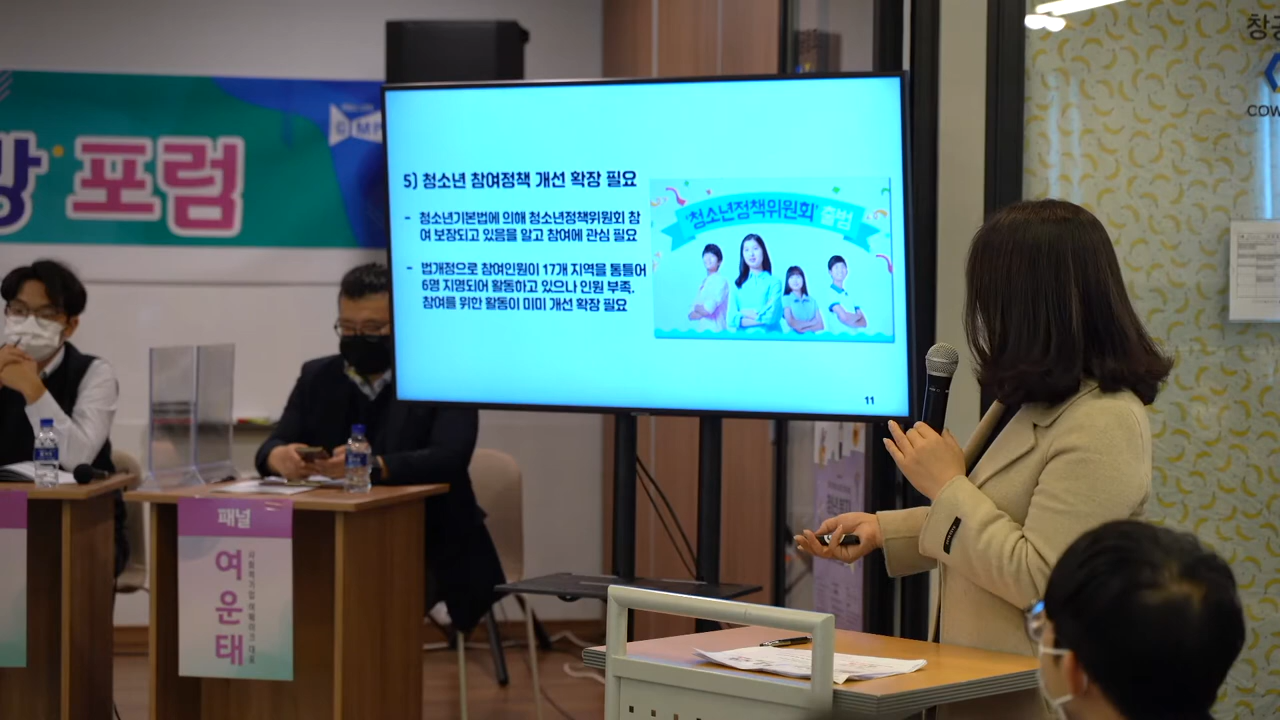 포럼
5) 청소년 참여정책 개선 확장 필요
- 청소년기본법에 의해 청소년정책위원회 참
여 보장되고 있음을 알고 참여에 관심 필요
- 법개정으로 참여인원이 17개 지역을 통틀어
6명 지명되어 활동하고 있으나 인원 부족.
참여를 위한 활동이 미미 개선 확장 필요
'청소년정책위원회' 출범
11
패널
여운태